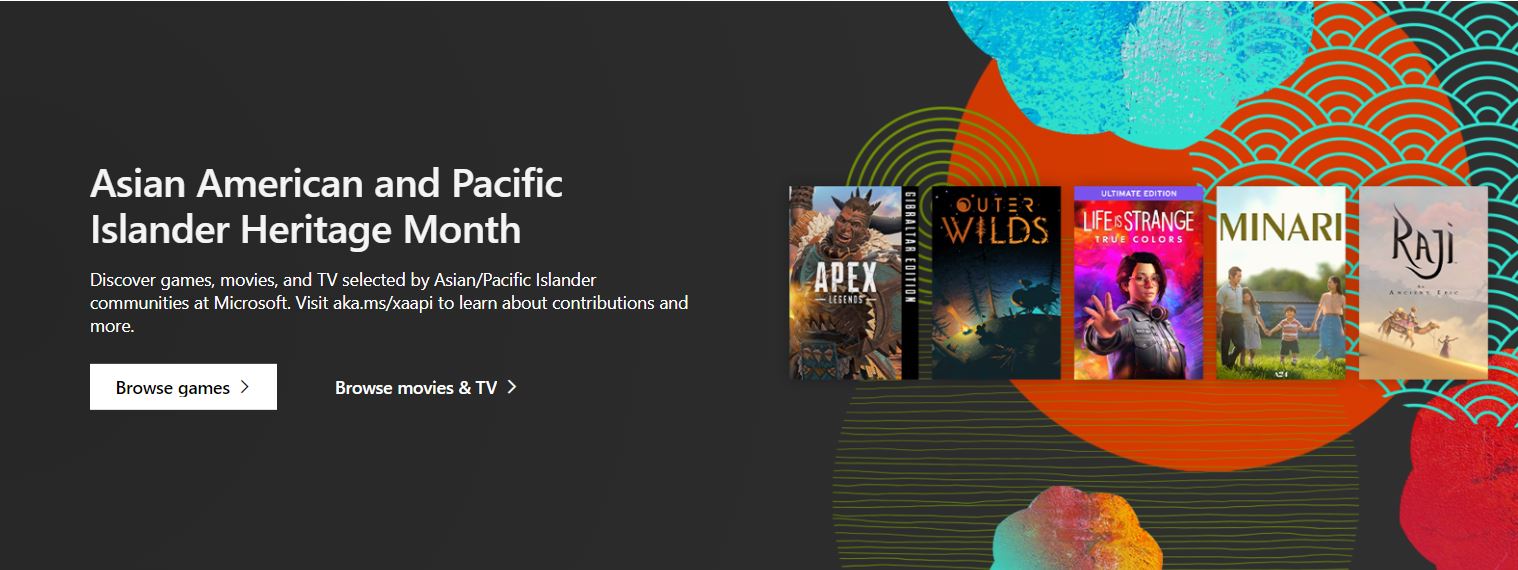 Asian American and Pacific
Islander Heritage Month
Discover games, movies, and TV selected by Asian/Pacific Islander
communities at Microsoft. Visit aka.ms/xaapi to learn about contributions and
more.
Browse games
Browse movies & TV
APEX
LEGENDS
GIBRALTAR EDITION
OUTER
WILDS
ULTIMATE EDITION
LIFE IS STRANGE
TRUE COLORS
MINARI
RAJI
AN
ANCIENT EPIC